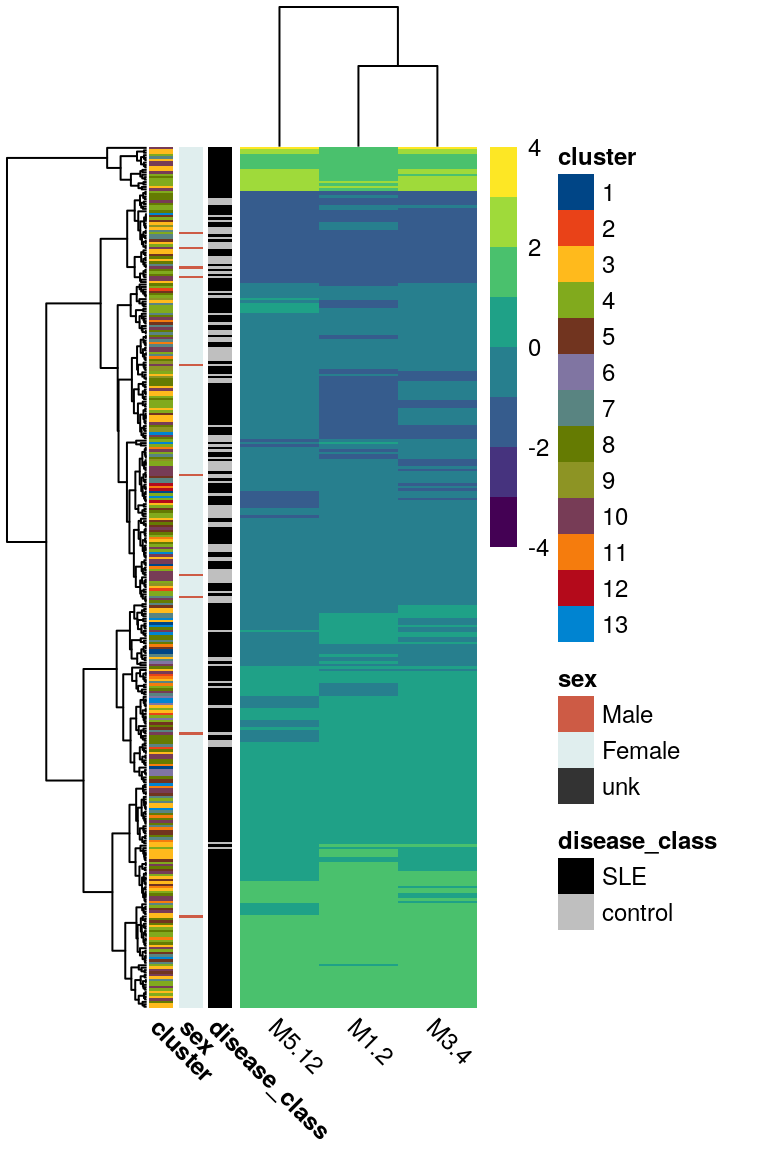 4
2
0
-2
-4
cluster
1
2
3
4
5
6
7
8
9
10
11
12
13
sex
Male
Female
unk
disease_class
SLE
control
cluster
sex
disease_class
M5.12
M1.2
M3.4